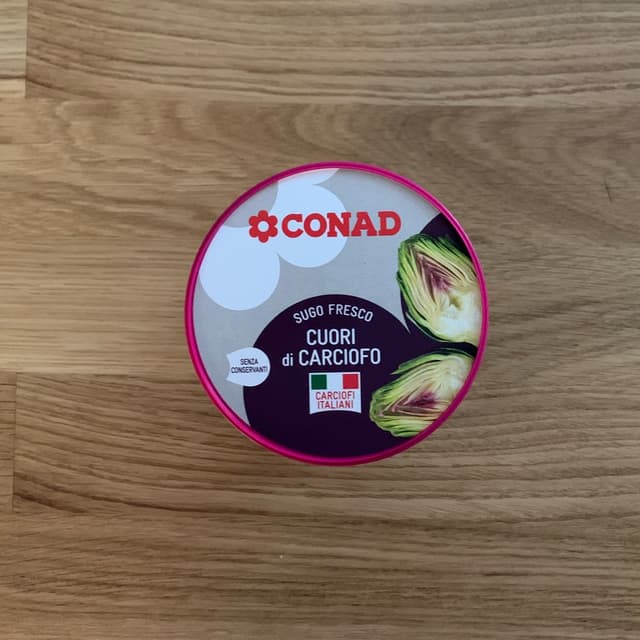 CONAD
SUGO FRESCO
CUORI
di CARCIOFO
SENZA
CONSERVANTI
CARCIOFI
ITALIANI